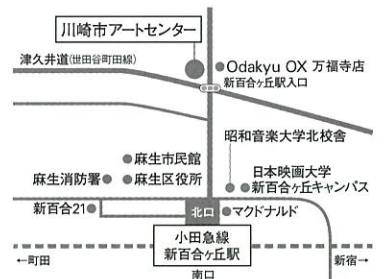 川崎市アートセンター
津久井道(世田谷町田線)
Odakyu OX 万福寺店
新百合ヶ丘駅入口
昭和音楽大学北校舎
麻生市民館
日本映画大学
麻生消防署
麻生区役所
新百合ヶ丘キャンパス
新百合21
北口
マクドナルド
小田急線
新百合ヶ丘駅
←町田
新宿→
南口